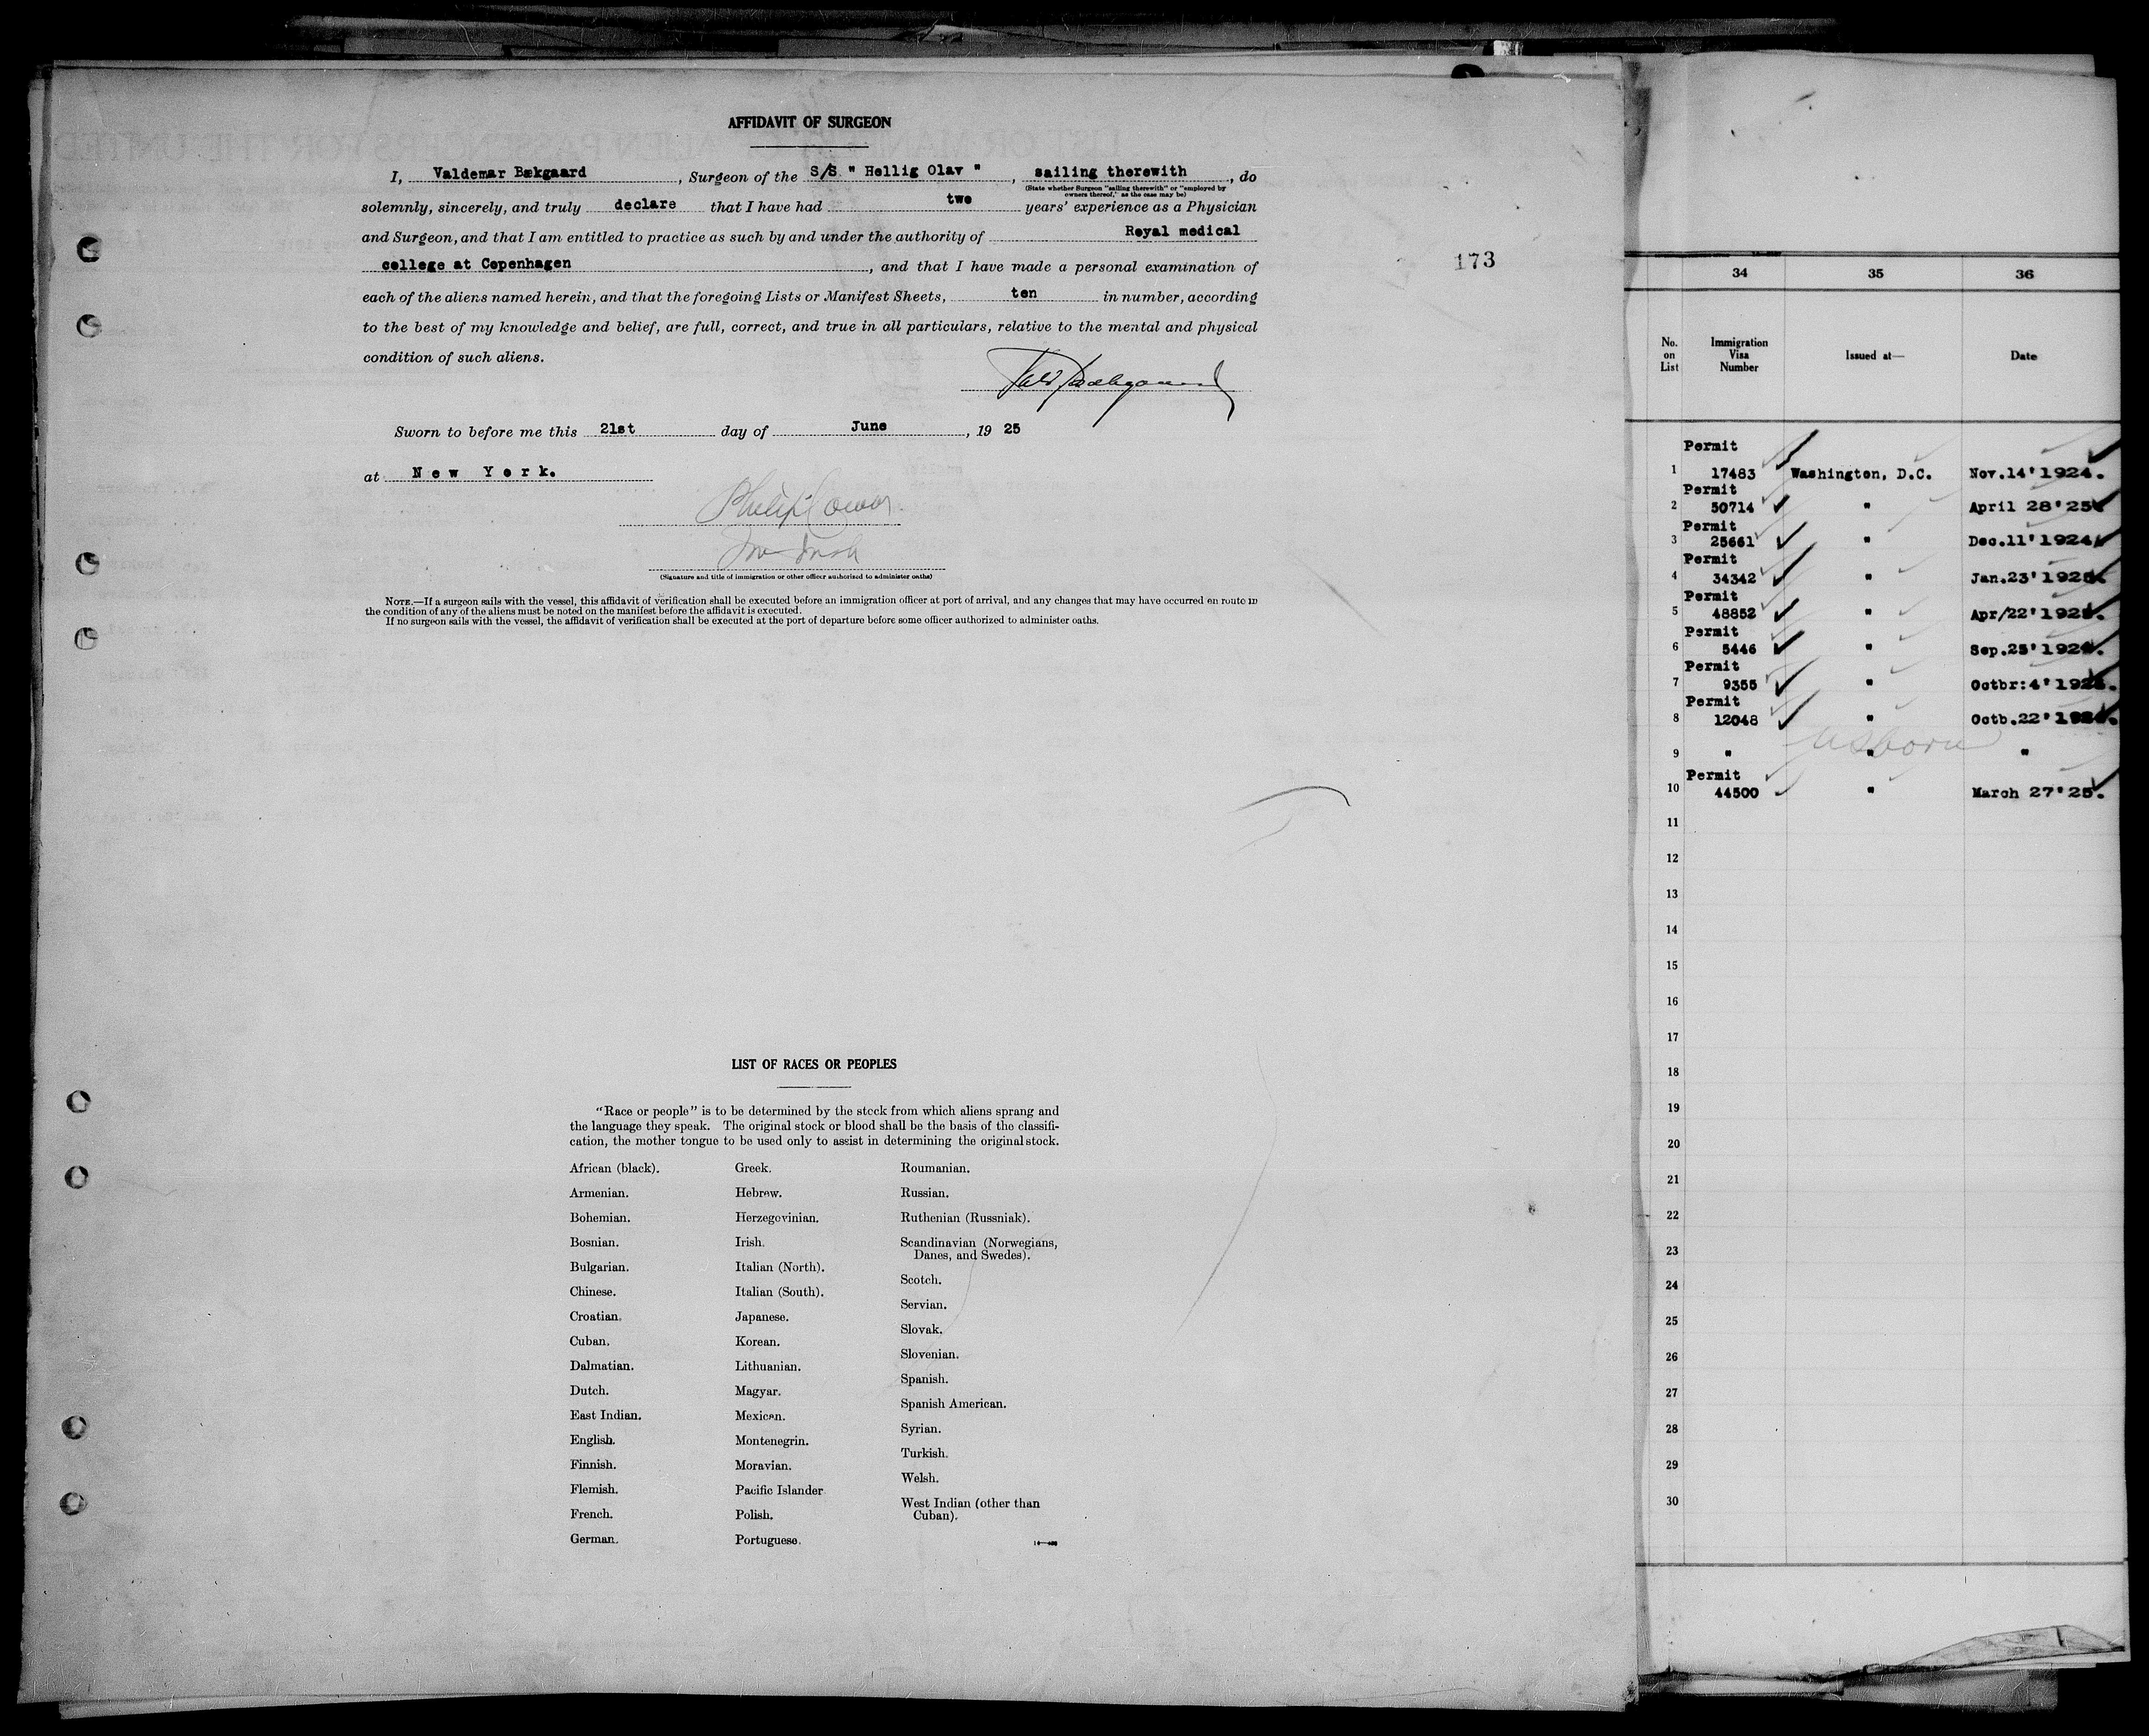 AFFIDAVIT OF SURGEON
I, Valdemar Bækgaard, Surgeon of the S/S " Hellig Olav ", sailing therewith, do
(State whether Surgeon "sailing therewith" or "employed by
owners thereof," as the case may be)
solemnly, sincerely, and truly declare that I have had two years' experience as a Physician
and Surgeon, and that I am entitled to practice as such by and under the authority of Royal medical
college at Copenhagen, and that I have made a personal examination of
each of the aliens named herein, and that the foregoing Lists or Manifest Sheets, ten in number, according
to the best of my knowledge and belief, are full, correct, and true in all particulars, relative to the mental and physical
condition of such aliens.
Sworn to before me this 21st day of June, 19 25
at New York.
(Signature and title of immigration or other officer authorized to administer oaths)
NOTE.—If a surgeon sails with the vessel, this affidavit of verification shall be executed before an immigration officer at port of arrival, and any changes that may have occurred en route in
the condition of any of the aliens must be noted on the manifest before the affidavit is executed.
If no surgeon sails with the vessel, the affidavit of verification shall be executed at the port of departure before some officer authorized to administer oaths.
173
LIST OF RACES OR PEOPLES
"Race or people" is to be determined by the stock from which aliens sprang and
the language they speak. The original stock or blood shall be the basis of the classifi-
cation, the mother tongue to be used only to assist in determining the original stock.
African (black).
Armenian.
Bohemian.
Bosnian.
Bulgarian.
Chinese.
Croatian.
Cuban.
Dalmatian.
Dutch.
East Indian.
English.
Finnish.
Flemish.
French.
German.
Greek.
Hebrew.
Herzegovinian.
Irish.
Italian (North).
Italian (South).
Japanese.
Korean.
Lithuanian.
Magyar.
Mexican.
Montenegrin.
Moravian.
Pacific Islander
Polish.
Portuguese.
Roumanian.
Russian.
Ruthenian (Russniak).
Scandinavian (Norwegians,
Danes, and Swedes).
Scotch.
Servian.
Slovak.
Slovenian.
Spanish.
Spanish American.
Syrian.
Turkish.
Welsh.
West Indian (other than
Cuban).
34 35 36
No. on List Immigration Visa Number Issued at— Date
Permit
1 17483 Washington, D.C. Nov.14' 1924.
Permit
2 50714 " April 28'25
Permit
3 25661 " Dec.11' 1924
Permit
4 34342 " Jan.23' 1925
Permit
5 48852 " Apr/22' 1925.
Permit
6 5446 " Sep.25' 1924.
Permit
7 9355 " Octbr:4' 1924.
Permit
8 12048 " Octb.22' 1924.
USborn
9 " " "
Permit
10 44500 " March 27'25.
11
12
13
14
15
16
17
18
19
20
21
22
23
24
25
26
27
28
29
30